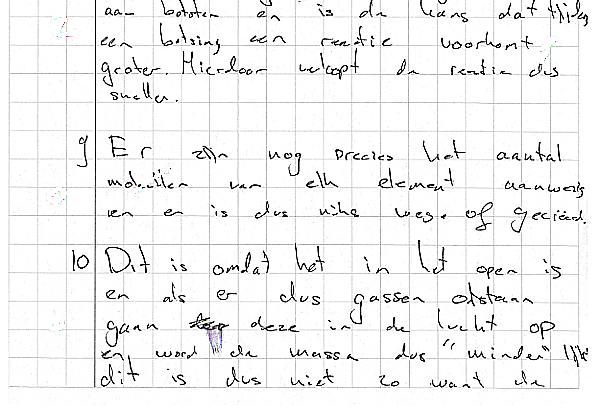 aan botsten en is de kans dat tijdens
een botsing een reactie voorkomt
groter. Hierdoor verloopt de reactie dus
sneller.
9 Er zijn nog precies het aantal
moleculen van elk element aanwezig
en er is dus niks weg. of gecreëerd.
10 Dit is omdat het in het open is
en als er dus gassen ontstaan
gaan deze in de lucht op
en word de massa dus "minder" lijkt
dit is dus niet zo want de